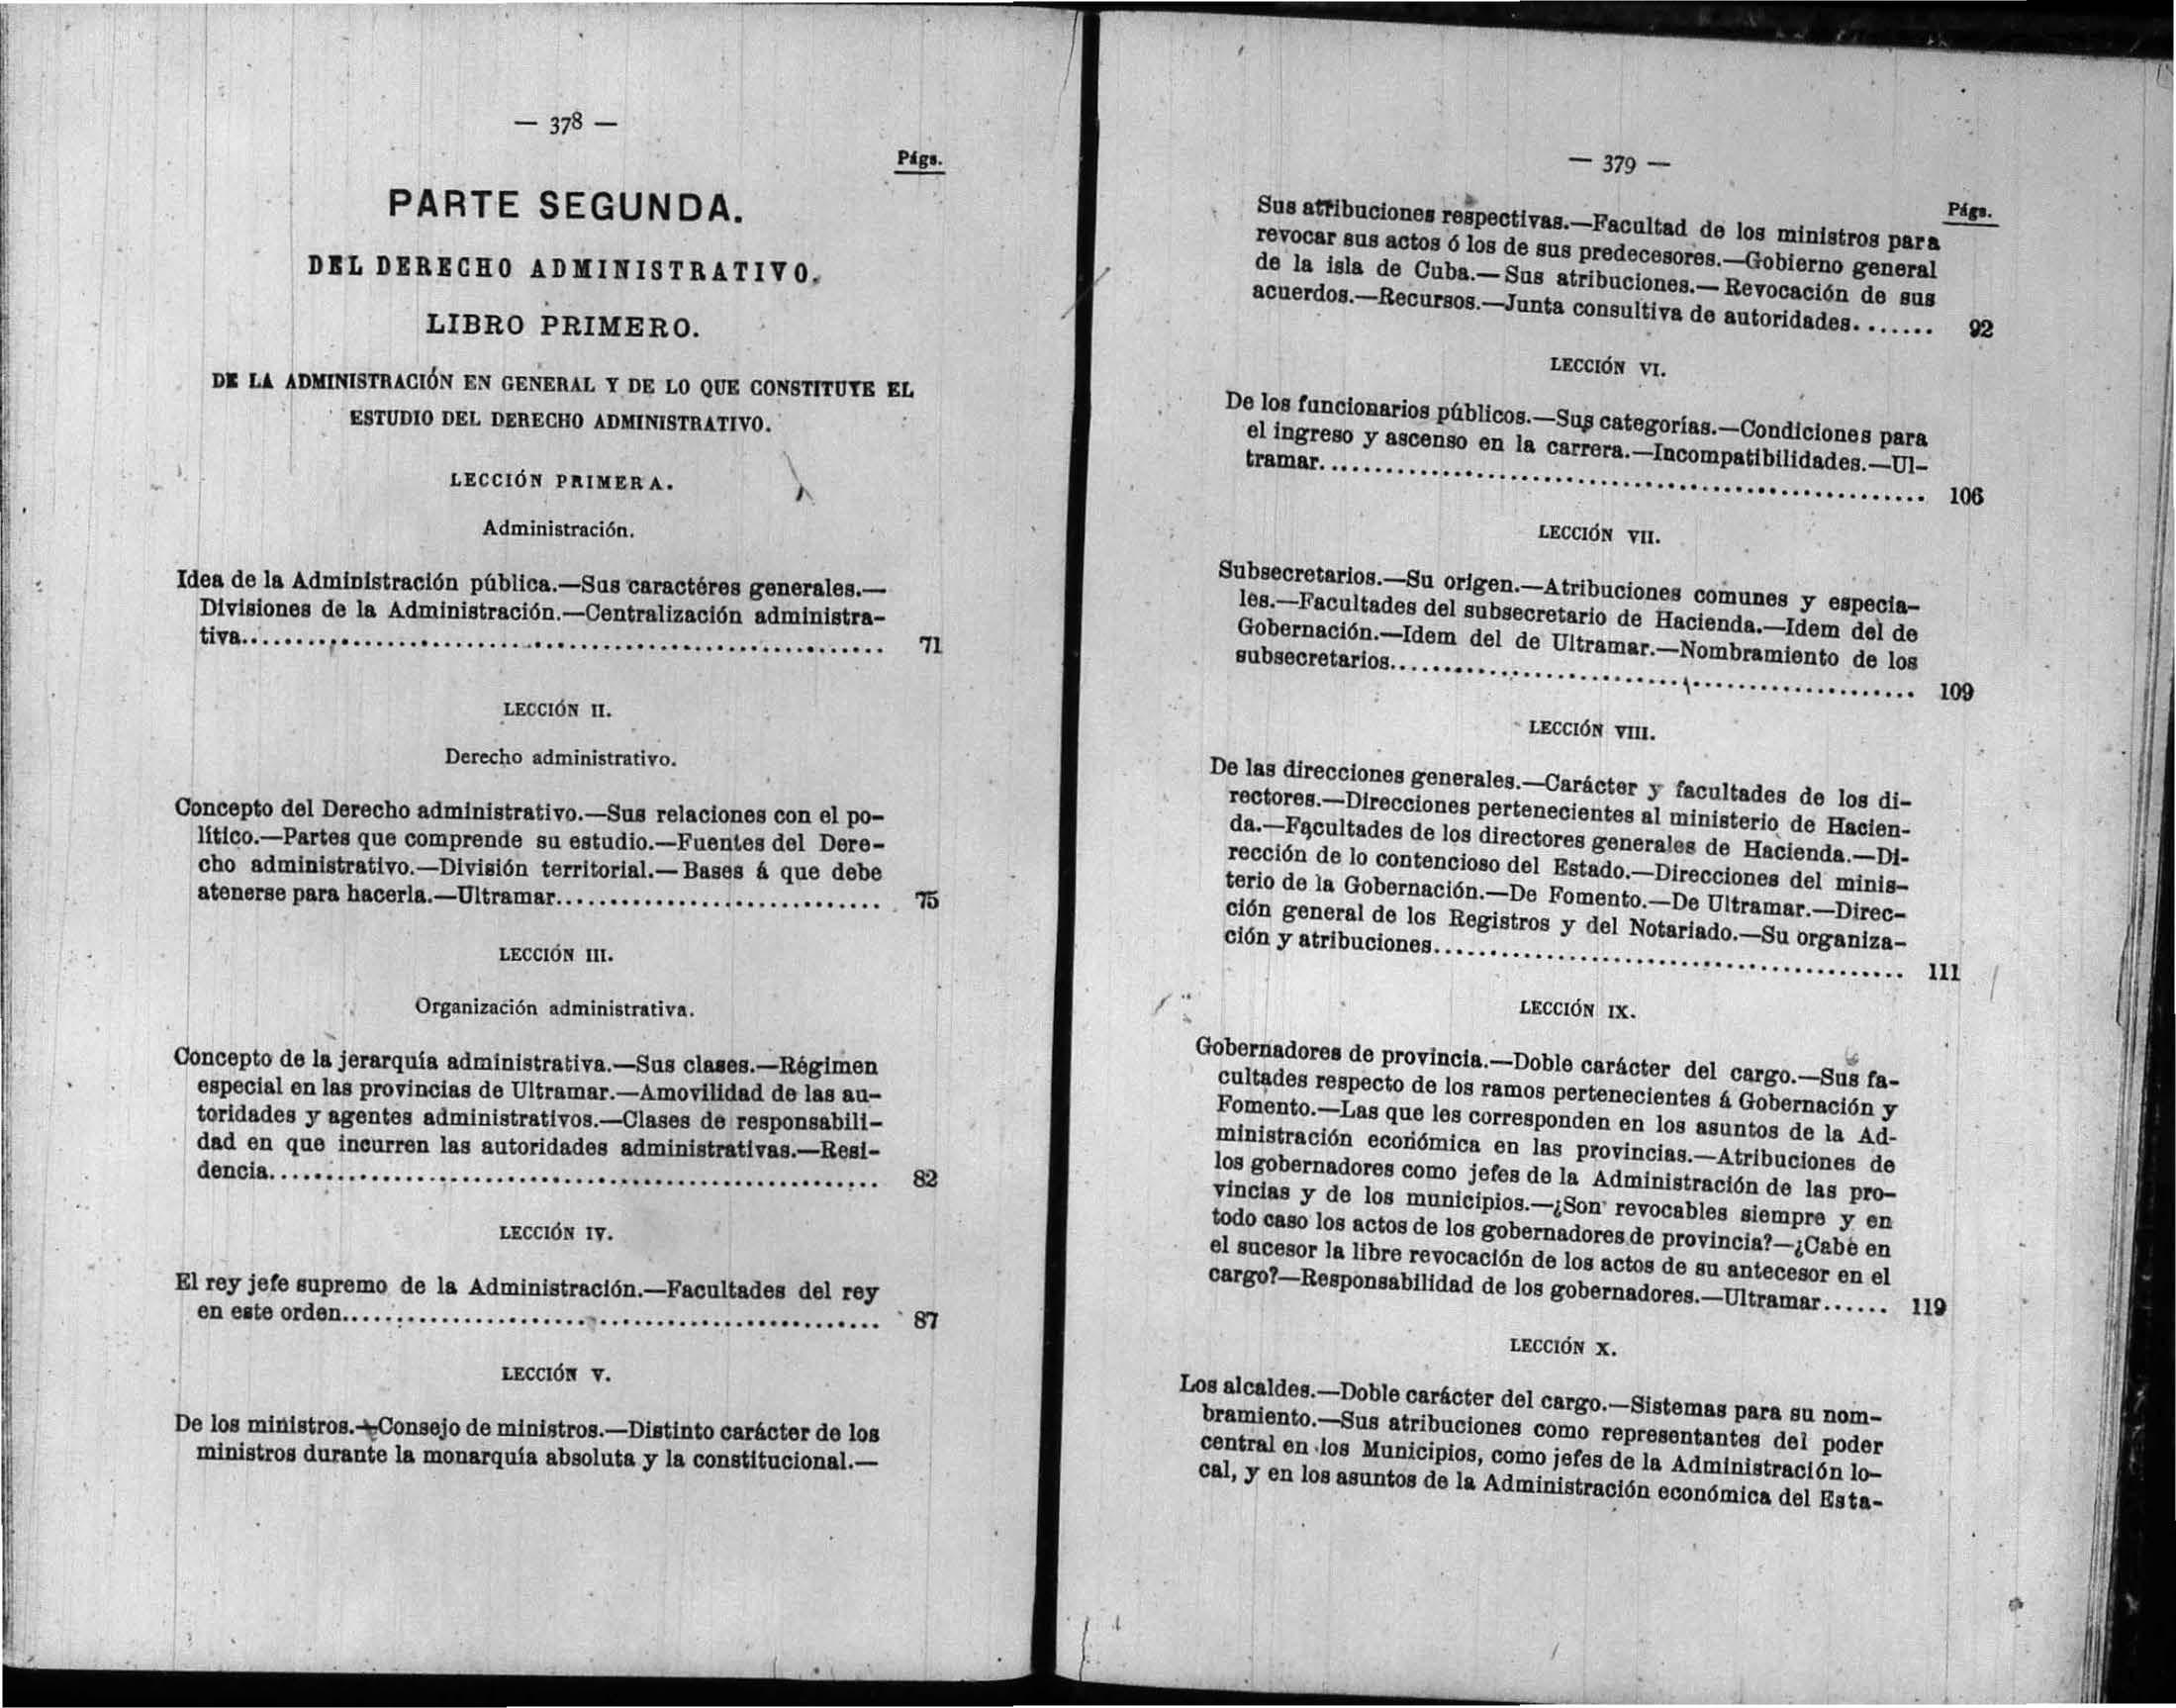 — 378 —
Págs.
PARTE SEGUNDA.
DEL DERECHO ADMINISTRATIVO.
LIBRO PRIMERO.
DE LA ADMINISTRACIÓN EN GENERAL Y DE LO QUE CONSTITUYE EL
ESTUDIO DEL DERECHO ADMINISTRATIVO.
LECCIÓN PRIMERA.
Administración.
Idea de la Administración pública.—Sus caractéres generales.—
Divisiones de la Administración.—Centralización administra-
tiva.......................................................... 71
LECCIÓN II.
Derecho administrativo.
Concepto del Derecho administrativo.—Sus relaciones con el po-
lítico.—Partes que comprende su estudio.—Fuentes del Dere-
cho administrativo.—División territorial.—Bases á que debe
atenerse para hacerla.—Ultramar.............................. 75
LECCIÓN III.
Organización administrativa.
Concepto de la jerarquía administrativa.—Sus clases.—Régimen
especial en las provincias de Ultramar.—Amovilidad de las au-
toridades y agentes administrativos.—Clases de responsabili-
dad en que incurren las autoridades administrativas.—Resi-
dencia........................................................ 82
LECCIÓN IV.
El rey jefe supremo de la Administración.—Facultades del rey
en este orden................................................. 87
LECCIÓN V.
De los ministros.—Consejo de ministros.—Distinto carácter de los
ministros durante la monarquía absoluta y la constitucional.—
— 379 —
Págs.
Sus atribuciones respectivas.—Facultad de los ministros para
revocar sus actos ó los de sus predecesores.—Gobierno general
de la isla de Cuba.—Sus atribuciones.—Revocación de sus
acuerdos.—Recursos.—Junta consultiva de autoridades....... 92
LECCIÓN VI.
De los funcionarios públicos.—Sus categorías.—Condiciones para
el ingreso y ascenso en la carrera.—Incompatibilidades.—Ul-
tramar........................................................ 106
LECCIÓN VII.
Subsecretarios.—Su origen.—Atribuciones comunes y especia-
les.—Facultades del subsecretario de Hacienda.—Idem del de
Gobernación.—Idem del de Ultramar.—Nombramiento de los
subsecretarios................................................ 109
LECCIÓN VIII.
De las direcciones generales.—Carácter y facultades de los di-
rectores.—Direcciones pertenecientes al ministerio de Hacien-
da.—Facultades de los directores generales de Hacienda.—Di-
rección de lo contencioso del Estado.—Direcciones del minis-
terio de la Gobernación.—De Fomento.—De Ultramar.—Direc-
ción general de los Registros y del Notariado.—Su organiza-
ción y atribuciones........................................... 111
LECCIÓN IX.
Gobernadores de provincia.—Doble carácter del cargo.—Sus fa-
cultades respecto de los ramos pertenecientes á Gobernación y
Fomento.—Las que les corresponden en los asuntos de la Ad-
ministración económica en las provincias.—Atribuciones de
los gobernadores como jefes de la Administración de las pro-
vincias y de los municipios.—¿Son revocables siempre y en
todo caso los actos de los gobernadores de provincia?—¿Cabe en
el sucesor la libre revocación de los actos de su antecesor en el
cargo?—Responsabilidad de los gobernadores.—Ultramar...... 119
LECCIÓN X.
Los alcaldes.—Doble carácter del cargo.—Sistemas para su nom-
bramiento.—Sus atribuciones como representantes del poder
central en los Municipios, como jefes de la Administración lo-
cal, y en los asuntos de la Administración económica del Esta-